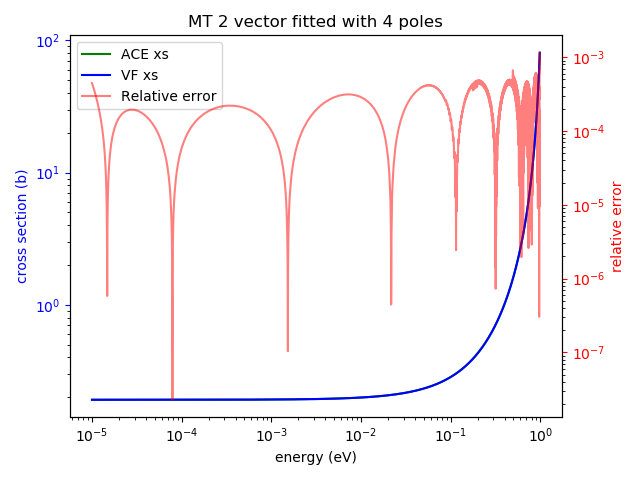 MT 2 vector fitted with 4 poles
ACE xs
VF xs
Relative error
cross section (b)
10²
10¹
10⁰
10⁻³
10⁻⁴
10⁻⁵
10⁻⁶
10⁻⁷
relative error
10⁻⁵ 10⁻⁴ 10⁻³ 10⁻² 10⁻¹ 10⁰
energy (eV)